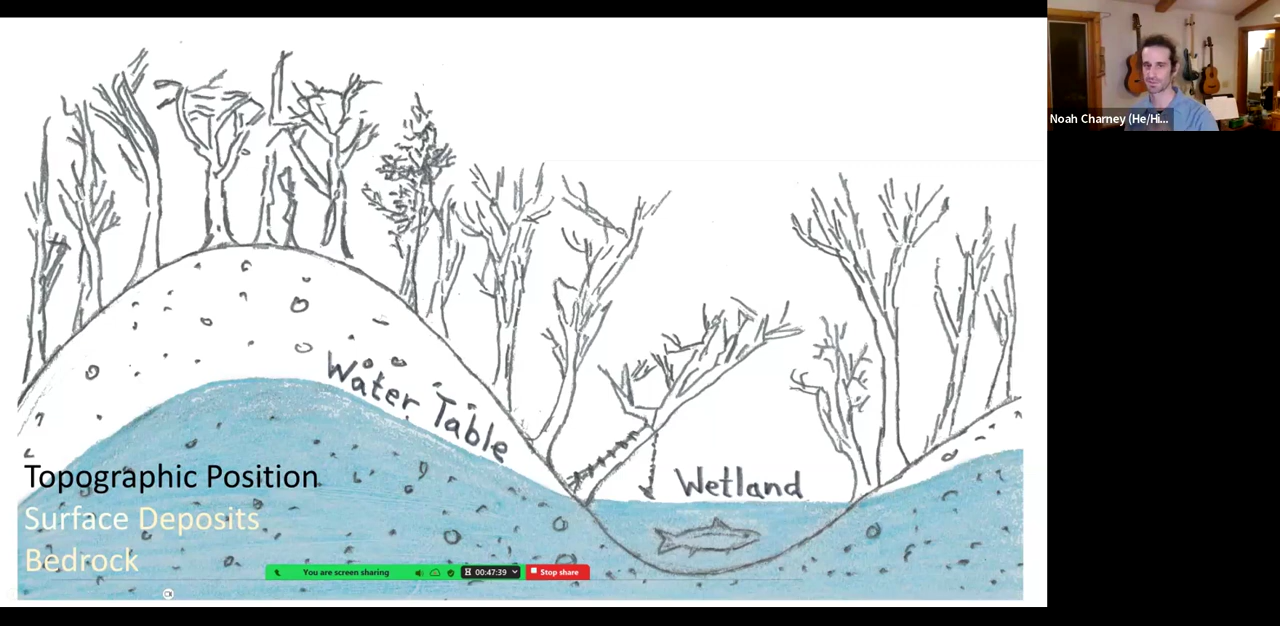 Noah Charney (He/Hi...
Water Table
Topographic Position
Wetland
Surface Deposits
Bedrock
You are screen sharing
00:47:39
Stop share